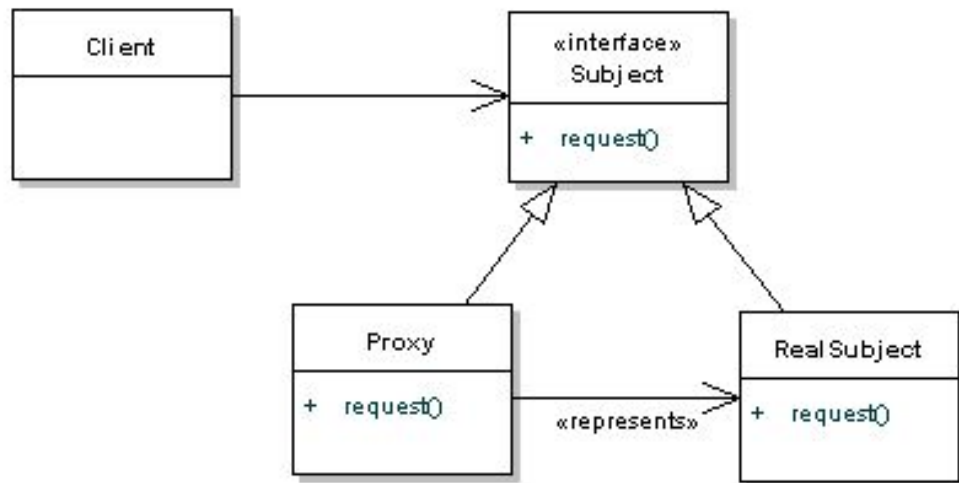 Client
«interface»
Subject
+ request()
Proxy
+ request()
«represents»
RealSubject
+ request()